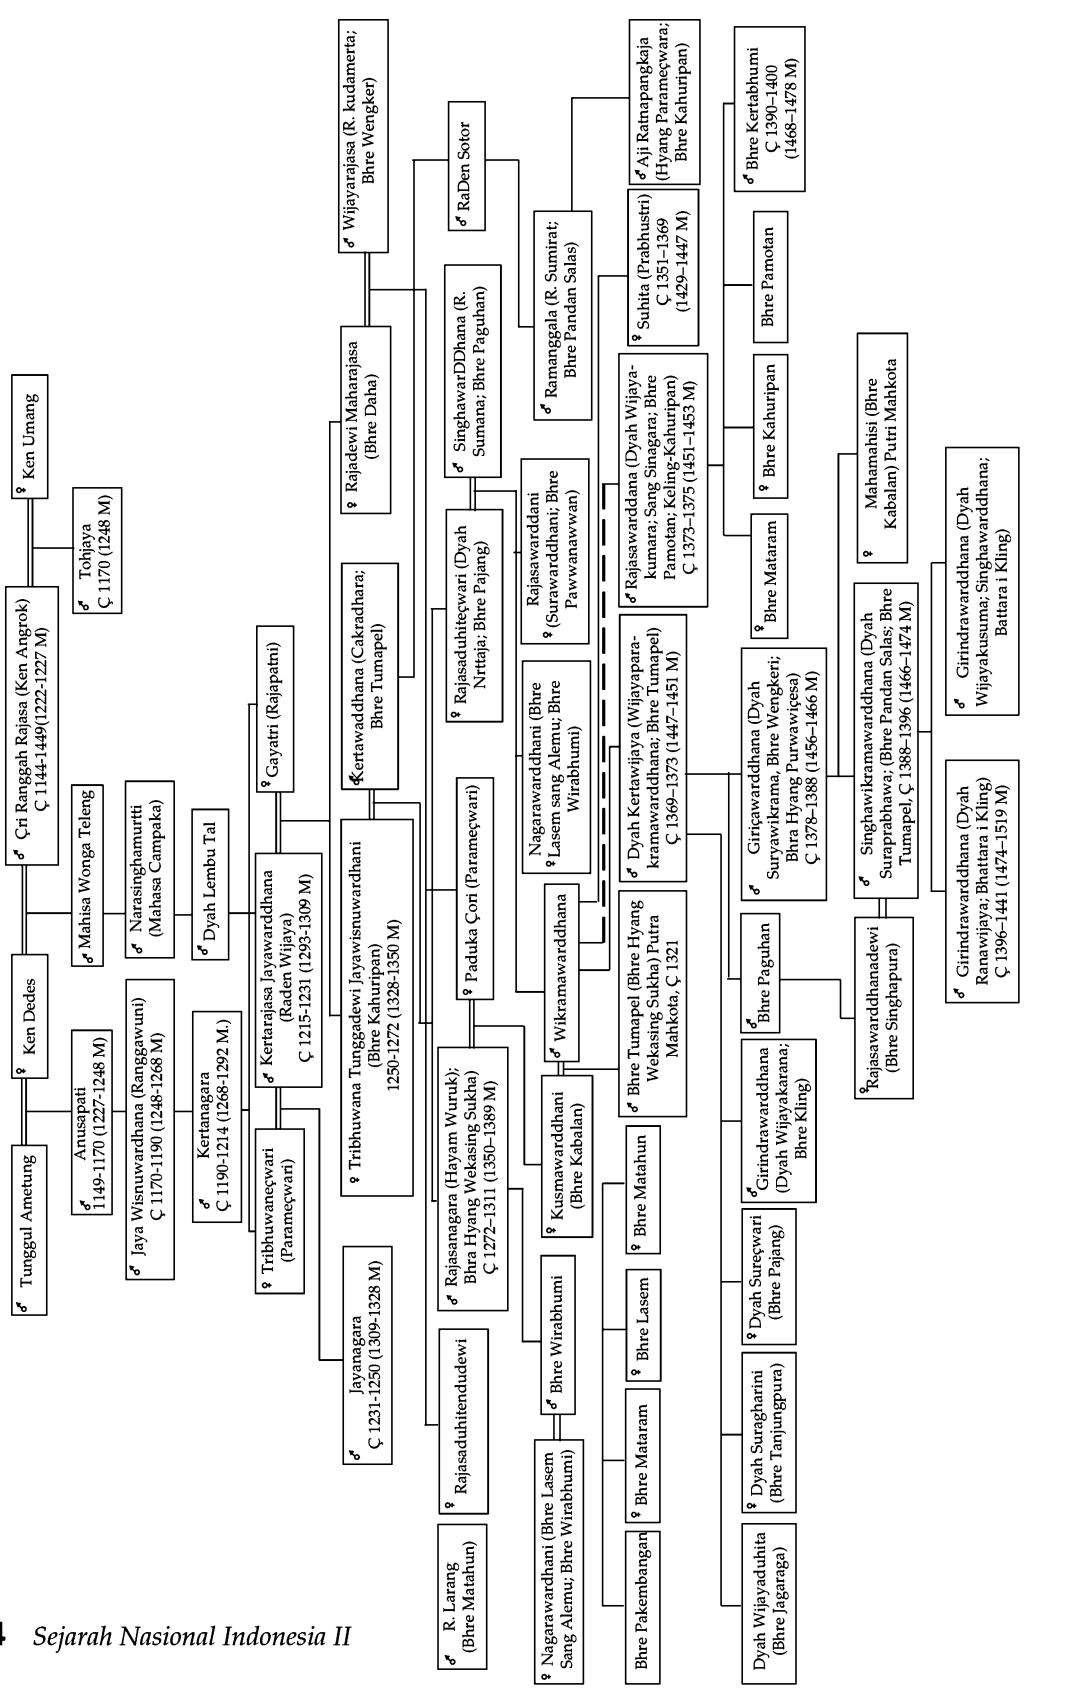 4 Sejarah Nasional Indonesia II
♂ Tunggul Ametung
♀ Ken Dedes
♂ Çri Ranggah Rajasa (Ken Angrok)
Ç 1144-1449(1222-1227 M)
♀ Ken Umang
♂ Anusapati
1149-1170 (1227-1248 M)
♂ Mahisa Wonga Teleng
♂ Tohjaya
Ç 1170 (1248 M)
♂ Jaya Wisnuwardhana (Ranggawuni)
Ç 1170-1190 (1248-1268 M)
♂ Narasinghamurtti
(Mahasa Campaka)
♂ Kertanagara
Ç 1190-1214 (1268-1292 M.)
♂ Dyah Lembu Tal
♀ Tribhuwaneçwari
(Parameçwari)
♂ Kertarajasa Jayawarddhana
(Raden Wijaya)
Ç 1215-1231 (1293-1309 M)
♀ Gayatri (Rajapatni)
♂ Jayanagara
Ç 1231-1250 (1309-1328 M)
♀ Tribhuwana Tunggadewi Jayawisnuwardhani
(Bhre Kahuripan)
1250-1272 (1328-1350 M)
♂ Kertawaddhana (Cakradhara;
Bhre Tumapel)
♀ Rajadewi Maharajasa
(Bhre Daha)
♂ Wijayarajasa (R. kudamerta;
Bhre Wengker)
♂ R. Larang
(Bhre Matahun)
♀ Rajasaduhitendudewi
♂ Rajasanagara (Hayam Wuruk);
Bhra Hyang Wekasing Sukha)
Ç 1272–1311 (1350–1389 M)
♀ Paduka Çori (Parameçwari)
♀ Rajasaduhiteçwari (Dyah
Nrttaja; Bhre Pajang)
♂ SinghawarDDhana (R.
Sumana; Bhre Paguhan)
♂ RaDen Sotor
♀ Nagarawardhani (Bhre Lasem
Sang Alemu; Bhre Wirabhumi)
♂ Bhre Wirabhumi
♀ Kusmawarddhani
(Bhre Kabalan)
♂ Wikramawarddhana
Nagarawarddhani (Bhre
♀ Lasem sang Alemu; Bhre
Wirabhumi)
Rajasawarddani
♀ (Surawarddhani; Bhre
Pawwanawwan)
♂ Ramanggala (R. Sumirat;
Bhre Pandan Salas)
Bhre Pakembangan
♀ Bhre Mataram
♀ Bhre Lasem
♀ Bhre Matahun
♂ Bhre Tumapel (Bhre Hyang
Wekasing Sukha) Putra
Mahkota, Ç 1321
♂ Dyah Kertawijaya (Wijayapara-
kramawarddhana; Bhre Tumapel)
Ç 1369–1373 (1447–1451 M)
♂ Rajasawarddana (Dyah Wijaya-
kumara; Sang Sinagara; Bhre
Pamotan; Keling-Kahuripan)
Ç 1373–1375 (1451–1453 M)
♀ Suhita (Prabhustri)
Ç 1351–1369
(1429–1447 M)
♂ Aji Ratnapangkaja
(Hyang Parameçwara;
Bhre Kahuripan)
Dyah Wijayaduhita
(Bhre Jagaraga)
♀ Dyah Suragharini
(Bhre Tanjungpura)
♀ Dyah Sureçwari
(Bhre Pajang)
♂ Girindrawarddhana
(Dyah Wijayakarana;
Bhre Kling)
♂ Bhre Paguhan
Giriçawarddhana (Dyah
Suryawikrama, Bhre Wengkeri;
Bhra Hyang Purwawiçesa)
♂ Ç 1378–1388 (1456–1466 M)
♀ Bhre Mataram
♀ Bhre Kahuripan
Bhre Pamotan
♂ Bhre Kertabhumi
Ç 1390–1400
(1468–1478 M)
♀ Rajasawarddhanadewi
(Bhre Singhapura)
♂ Singhawikramawarddhana (Dyah
Suraprabhawa; (Bhre Pandan Salas; Bhre
Tumapel, Ç 1388–1396 (1466–1474 M)
Mahamahisi (Bhre
Kabalan) Putri Mahkota
♀
♂ Girindrawarddhana (Dyah
Ranawijaya; Bhattara i Kling)
Ç 1396–1441 (1474–1519 M)
♂ Girindrawarddhana (Dyah
Wijayakusuma; Singhawarddhana;
Battara i Kling)